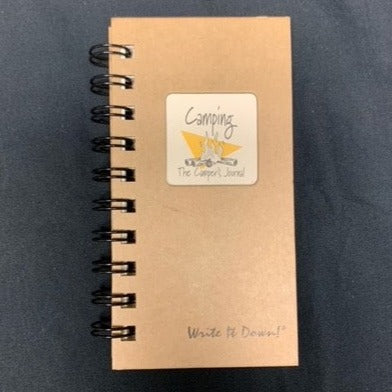 Camping
The Camper's Journal
Write It Down!®